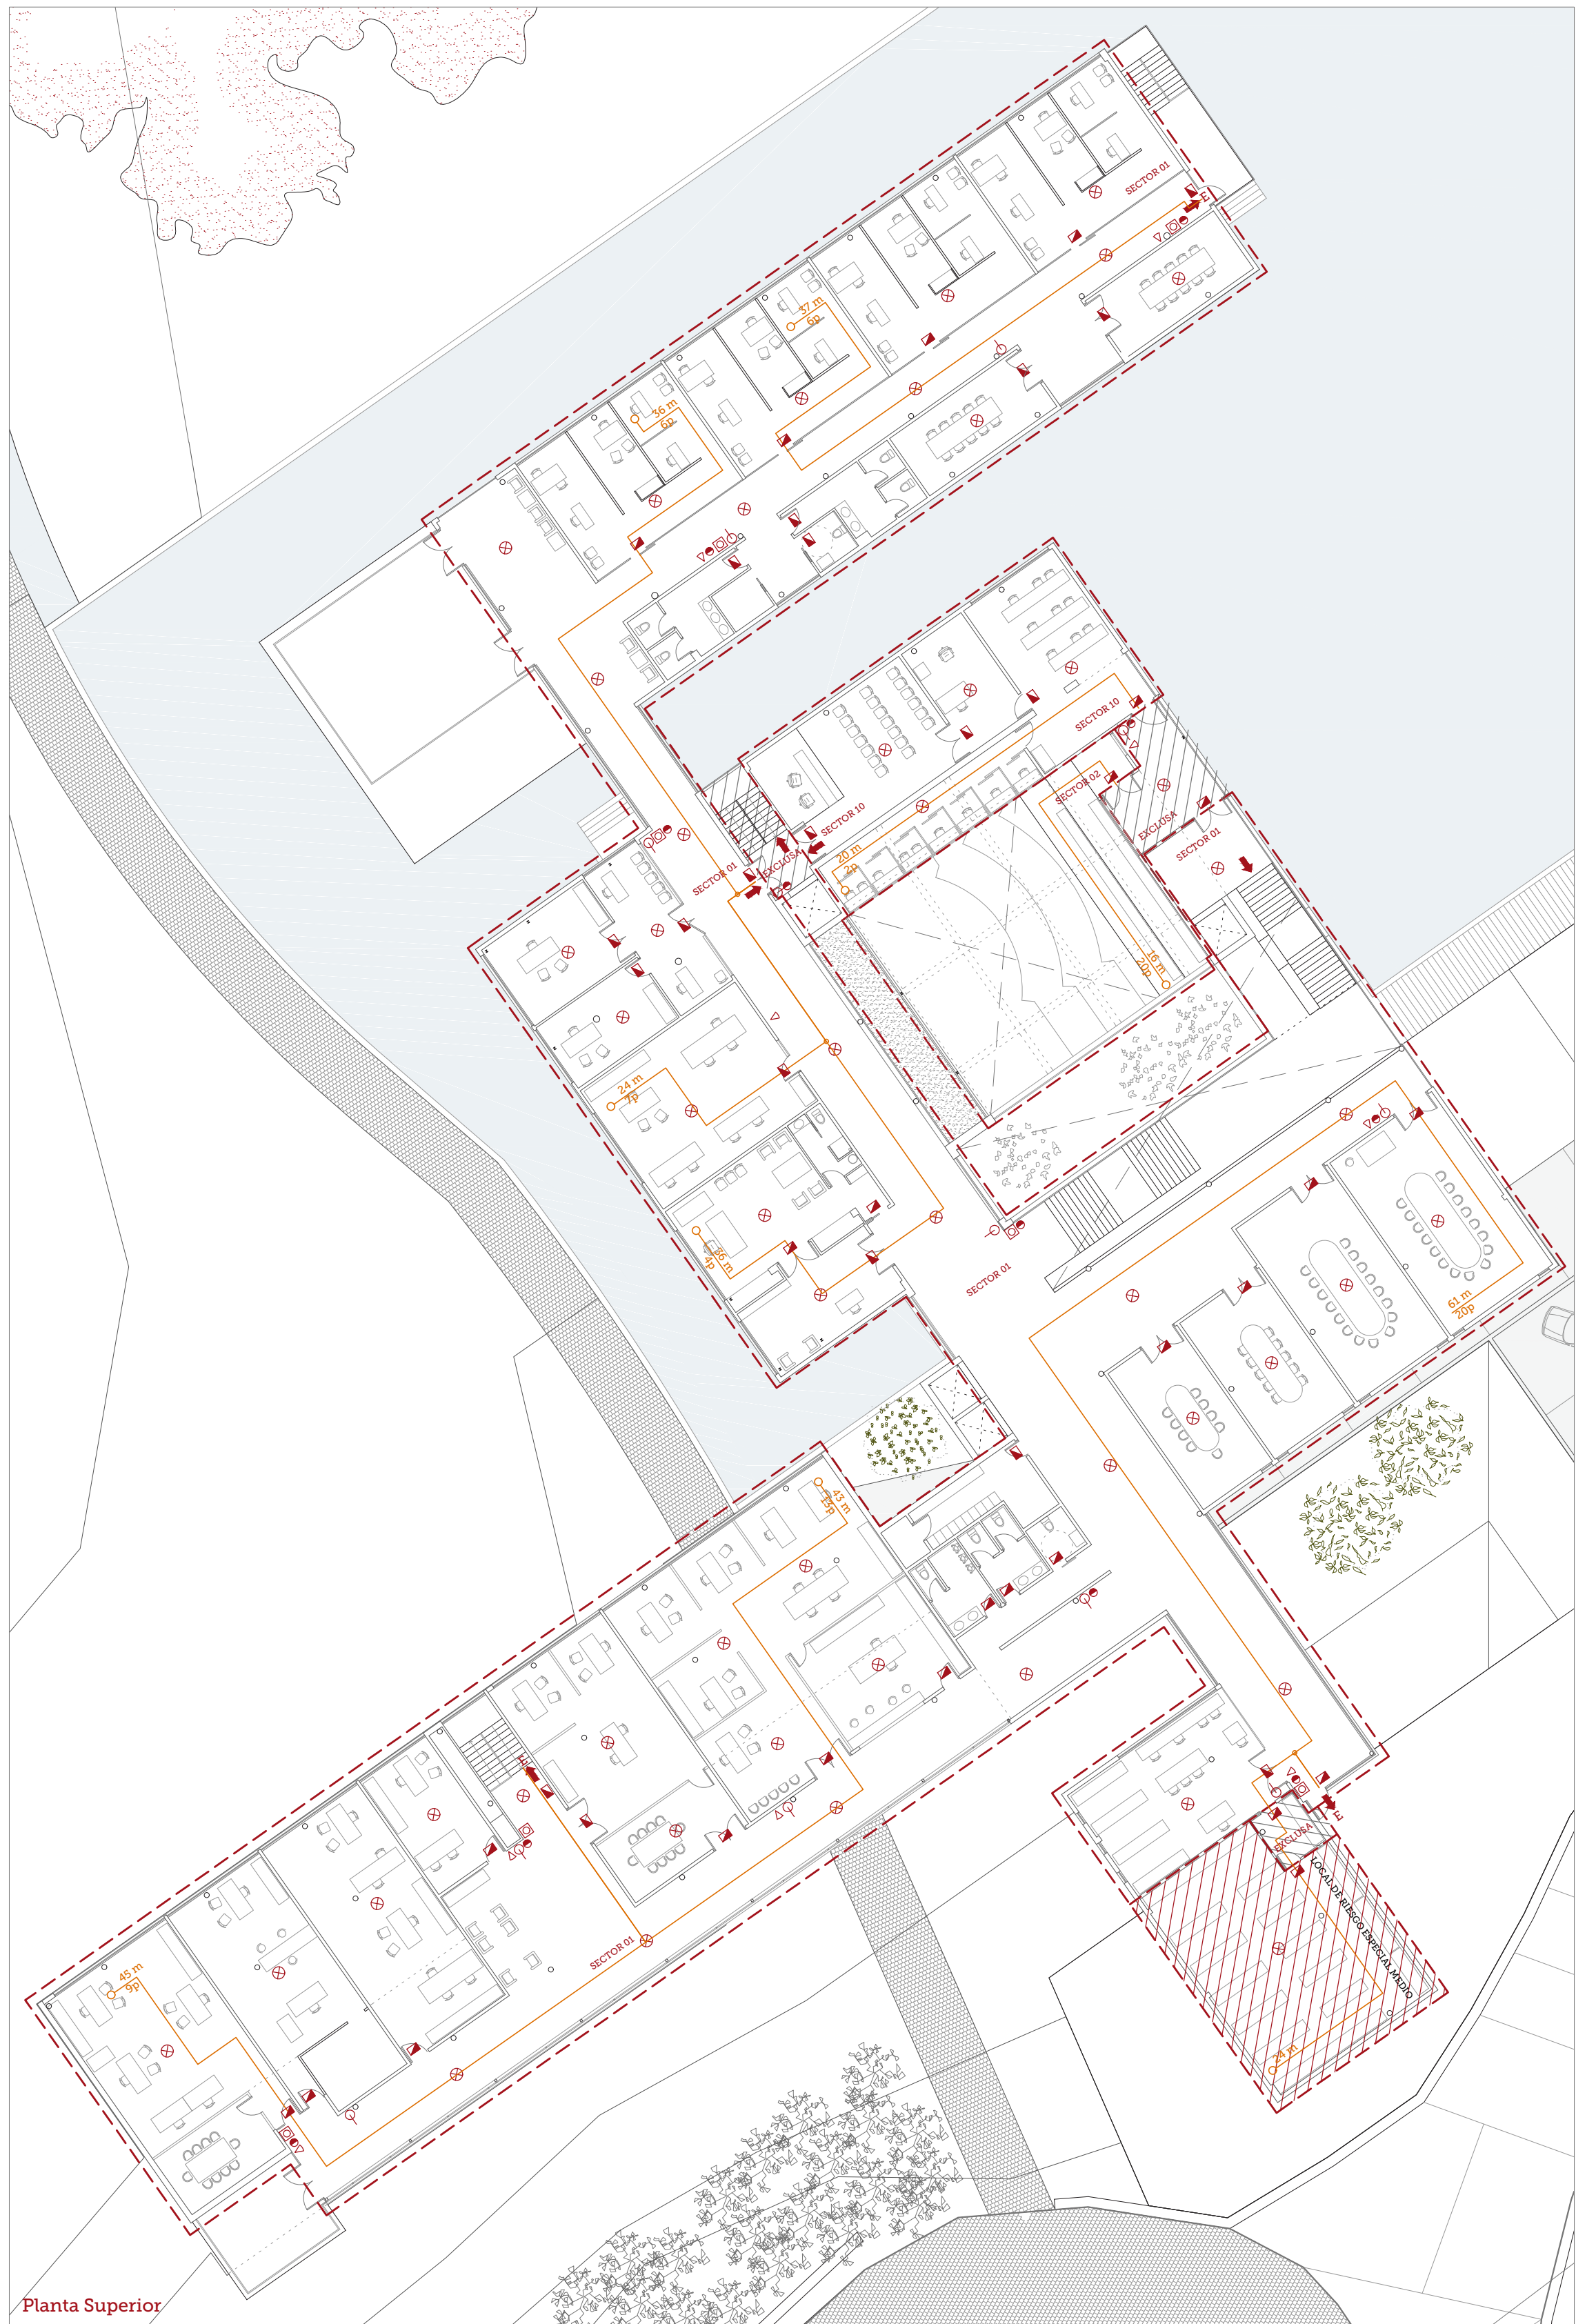 SECTOR 01
E
37 m
6p
36 m
6p
SECTOR 10
SECTOR 02
SECTOR 10
EXCLUSA
SECTOR 01
20 m
2p
EXCLUSA
SECTOR 01
16 m
20p
24 m
7p
36 m
4p
SECTOR 01
61 m
20p
43 m
13p
E
EXCLUSA
E
LOCAL DE RIESGO ESPECIAL MEDIO
SECTOR 01
45 m
9p
24 m
Planta Superior